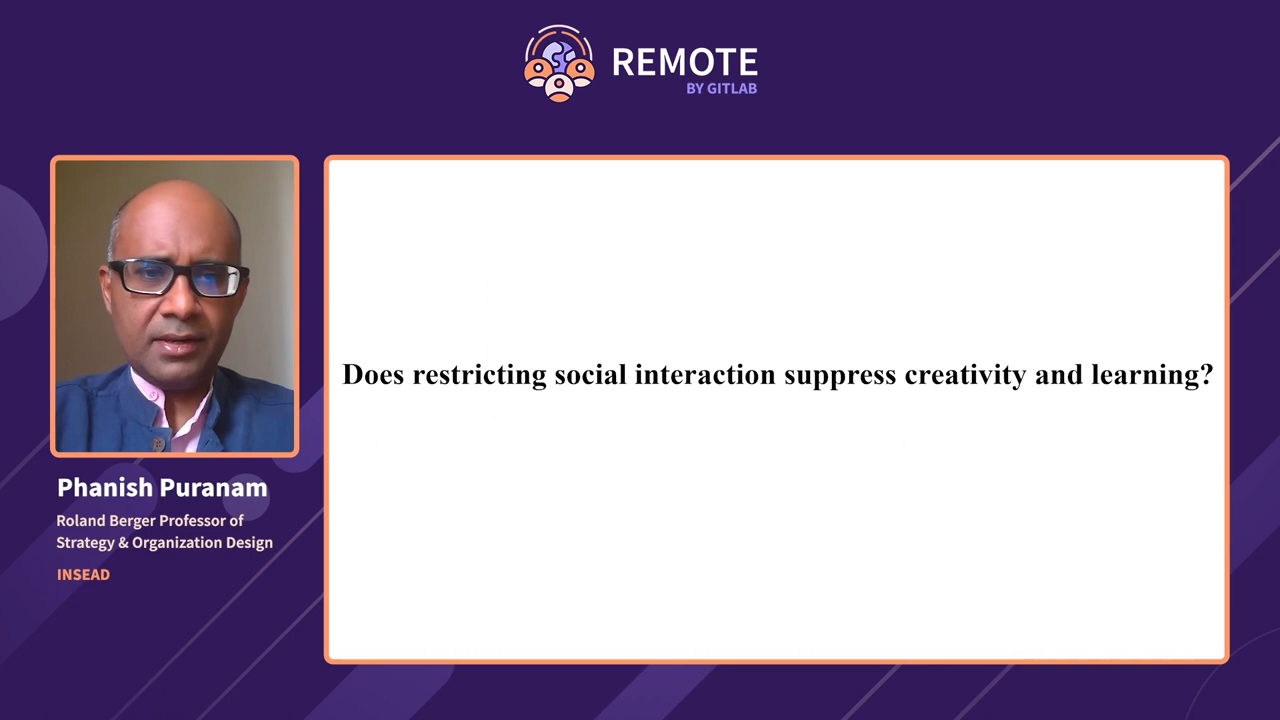 REMOTE
BY GITLAB
Does restricting social interaction suppress creativity and learning?
Phanish Puranam
Roland Berger Professor of
Strategy & Organization Design
INSEAD